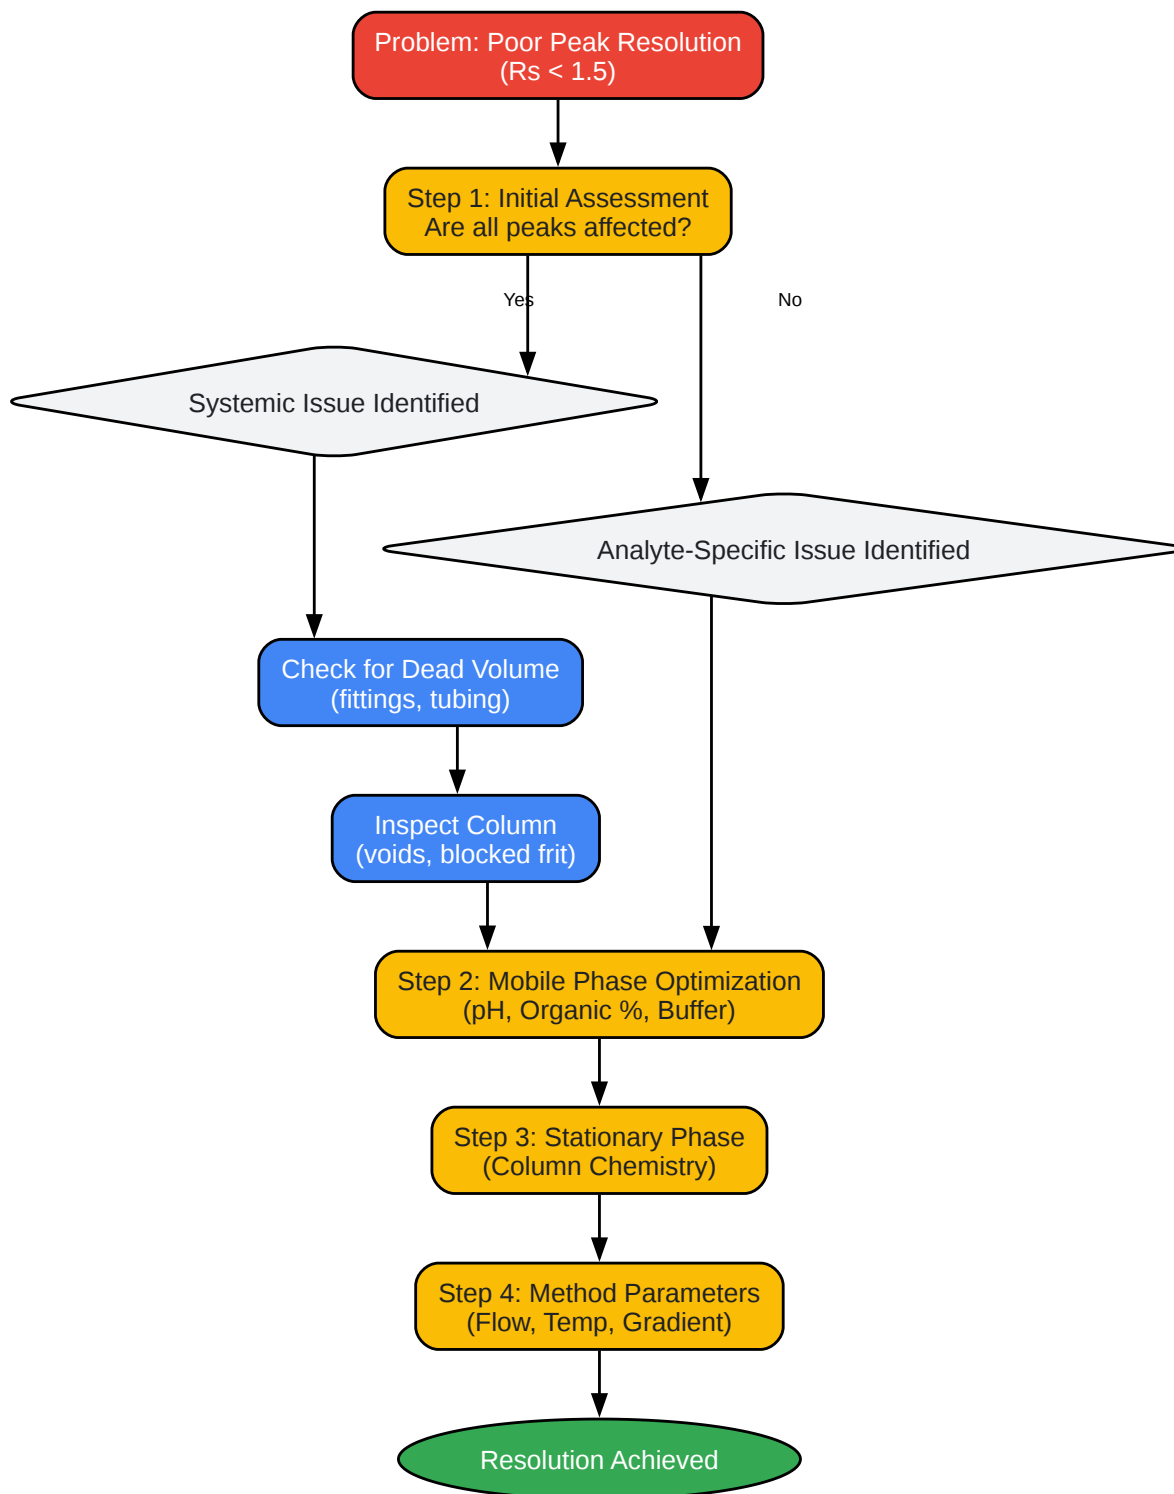 Problem: Poor Peak Resolution
(Rs < 1.5)
Step 1: Initial Assessment
Are all peaks affected?
Yes
No
Systemic Issue Identified
Analyte-Specific Issue Identified
Check for Dead Volume
(fittings, tubing)
Inspect Column
(voids, blocked frit)
Step 2: Mobile Phase Optimization
(pH, Organic %, Buffer)
Step 3: Stationary Phase
(Column Chemistry)
Step 4: Method Parameters
(Flow, Temp, Gradient)
Resolution Achieved